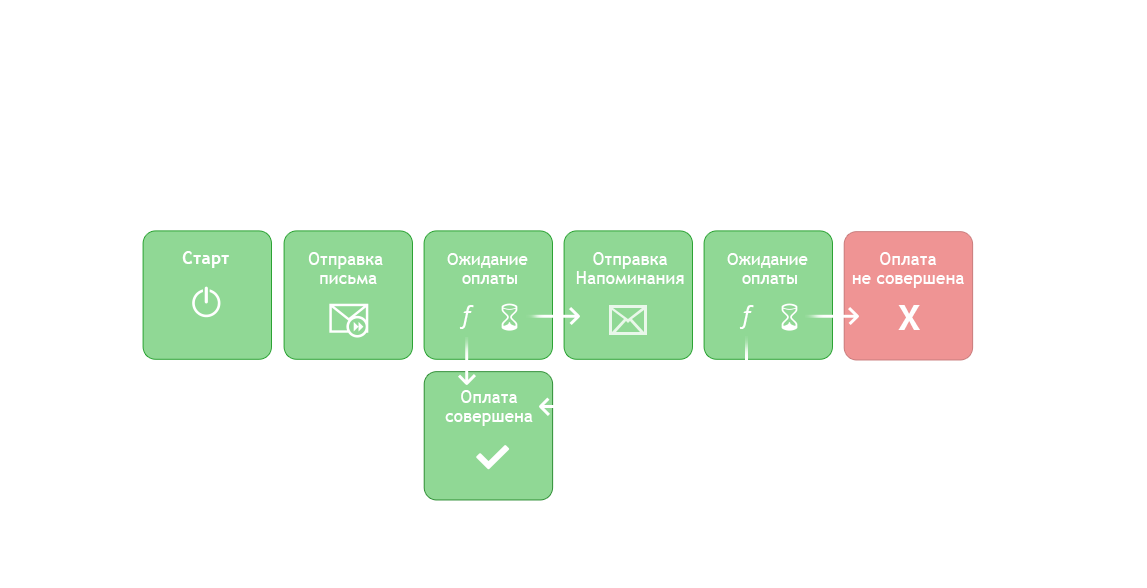 Старт
Отправка
письма
Ожидание
оплаты
f
Отправка
Напоминания
Ожидание
оплаты
f
Оплата
не совершена
X
Оплата
совершена